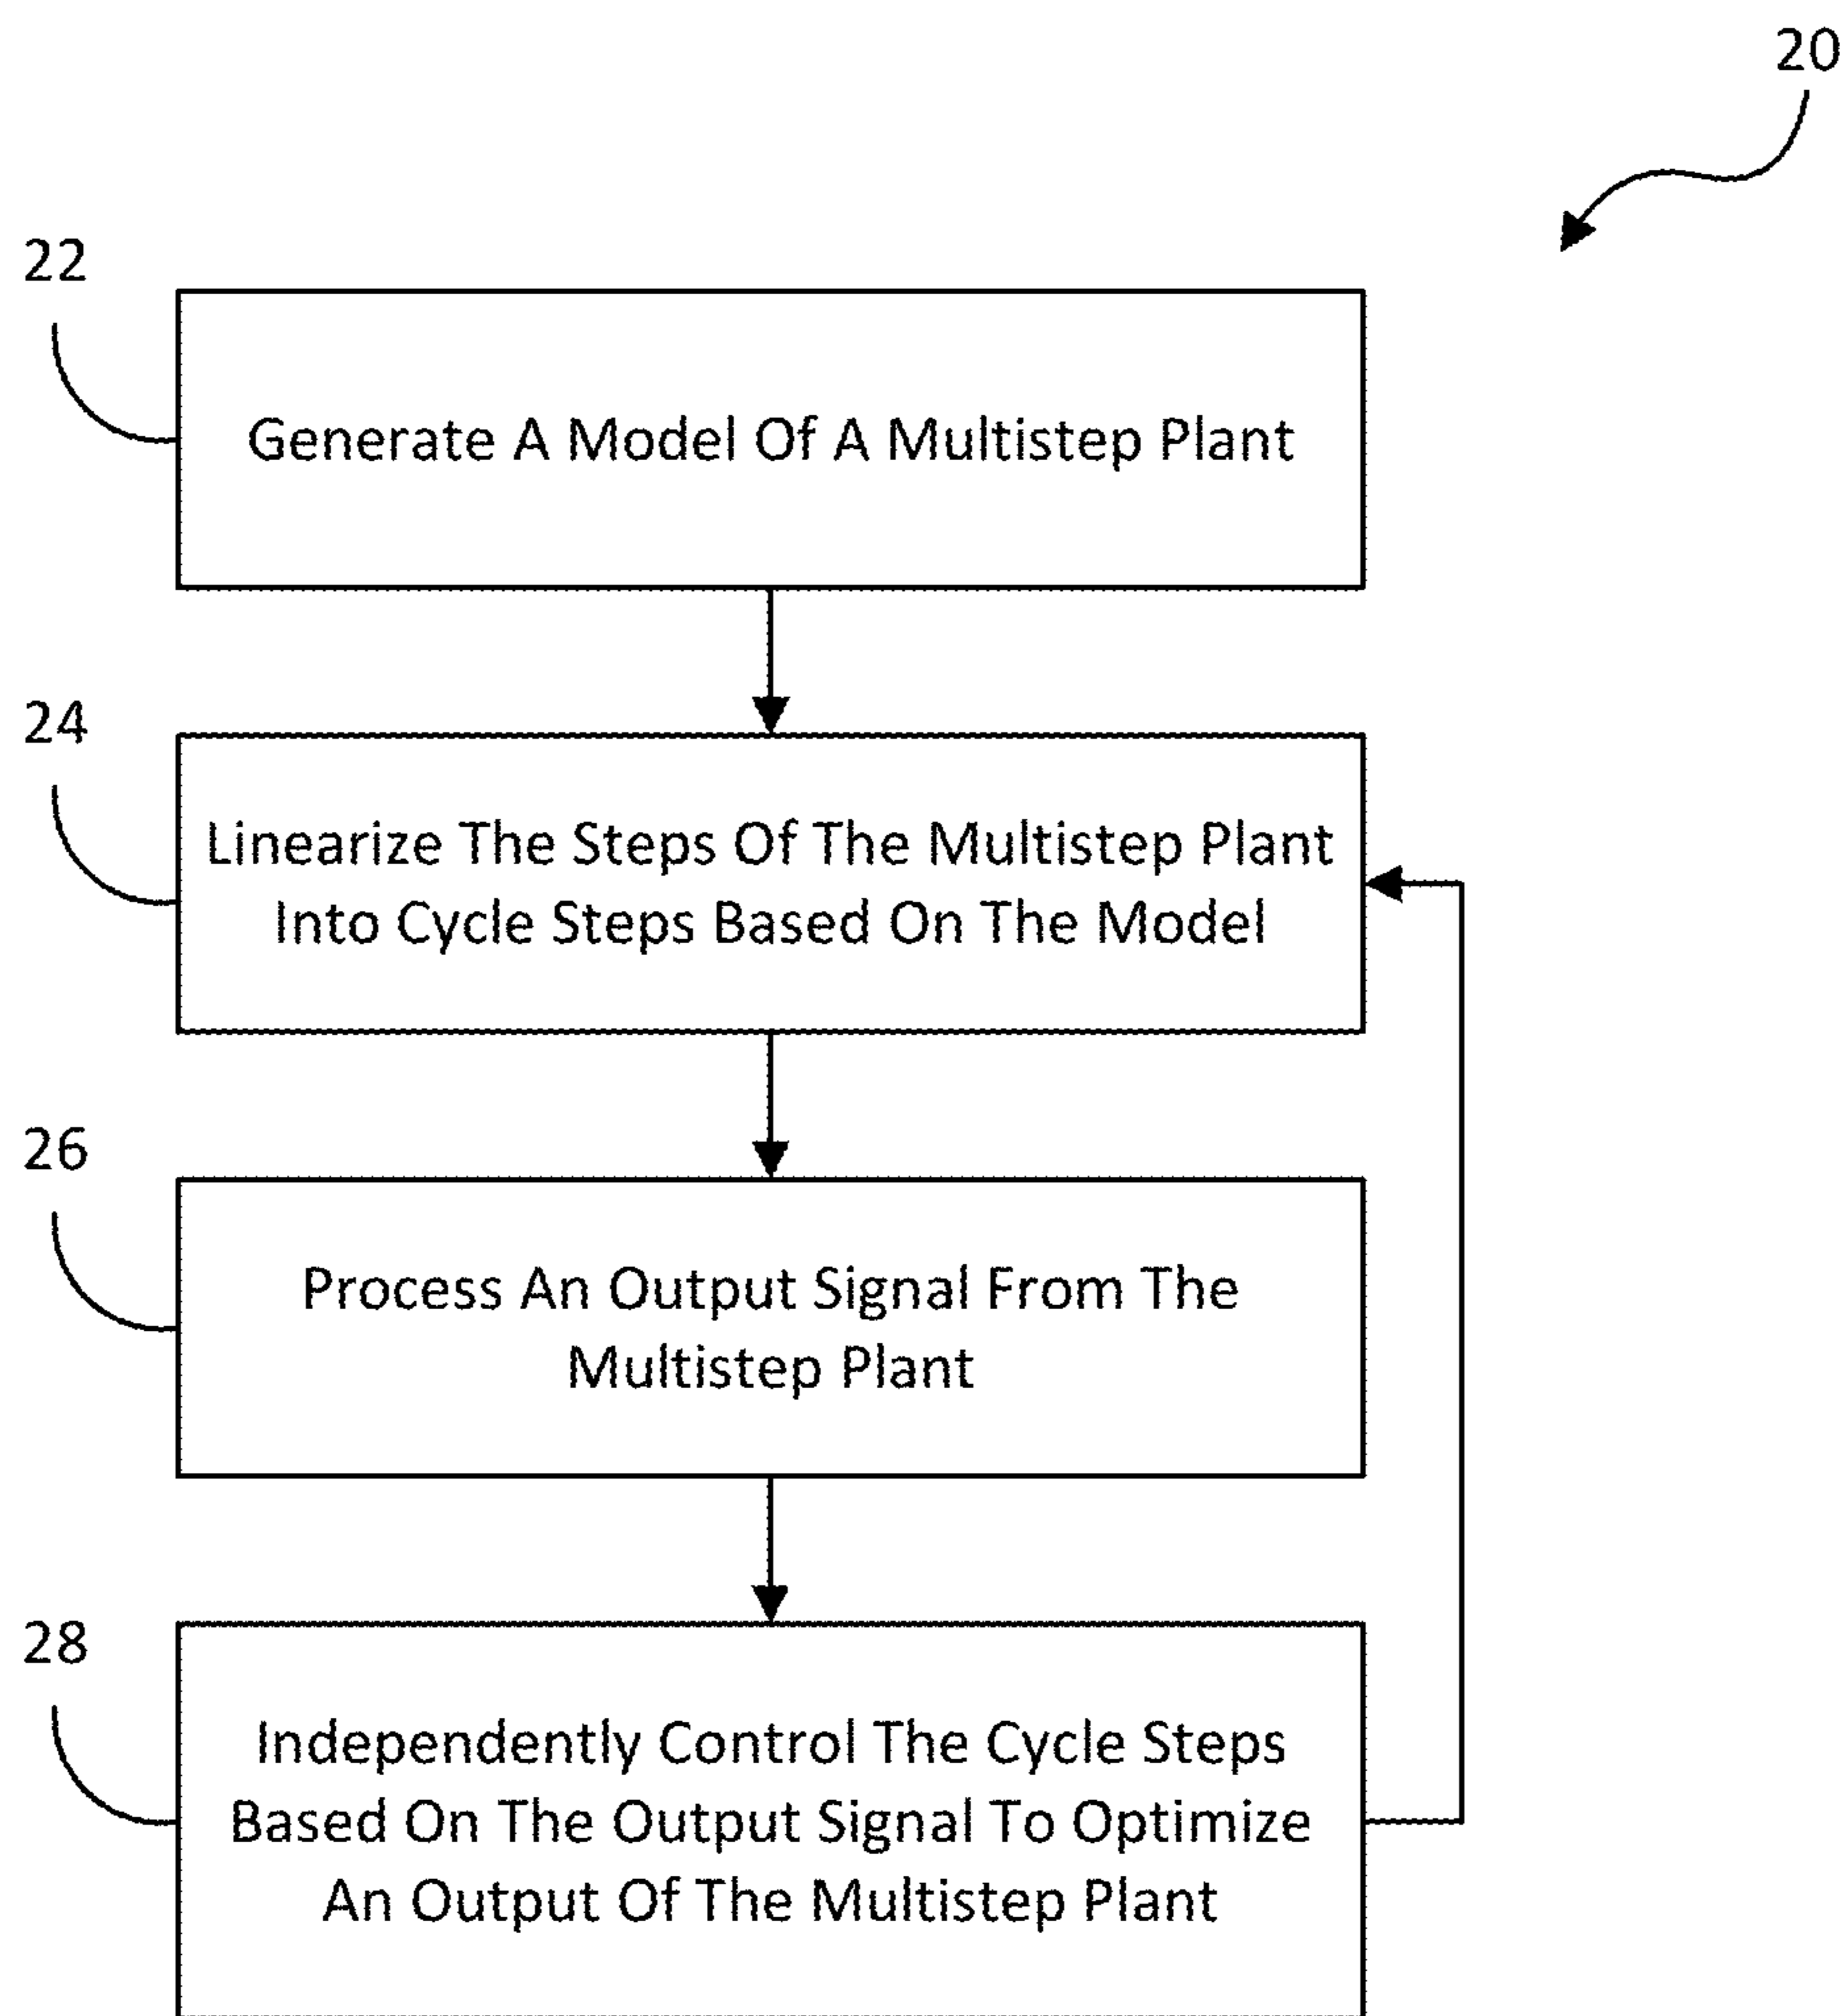 20
22
Generate A Model Of A Multistep Plant
24
Linearize The Steps Of The Multistep Plant
Into Cycle Steps Based On The Model
26
Process An Output Signal From The
Multistep Plant
28
Independently Control The Cycle Steps
Based On The Output Signal To Optimize
An Output Of The Multistep Plant